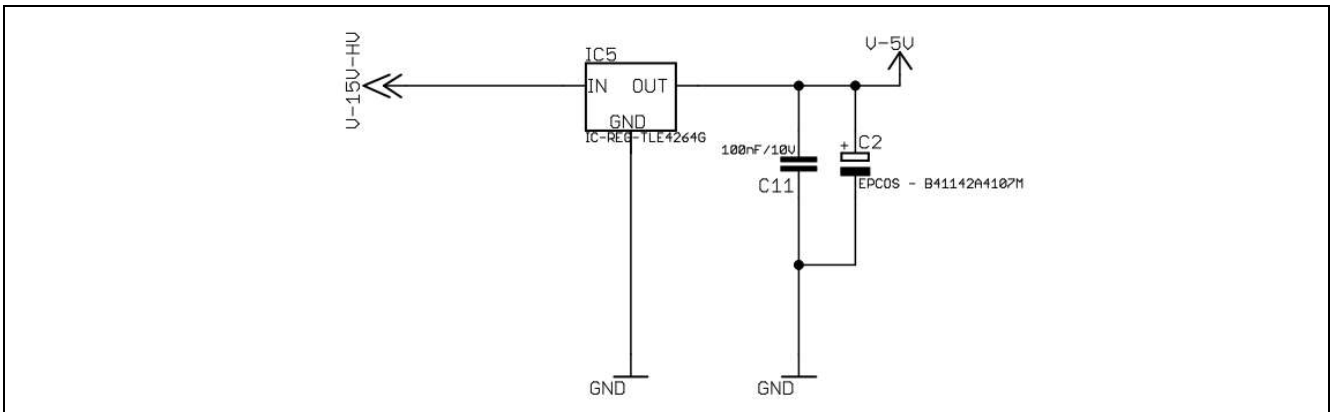 V-15V-HV
IC5
IN OUT
GND
IC-REG-TLE4264G
V-5V
100nF/10V
C11
+
C2
EPCOS - B41142A4107M
GND
GND